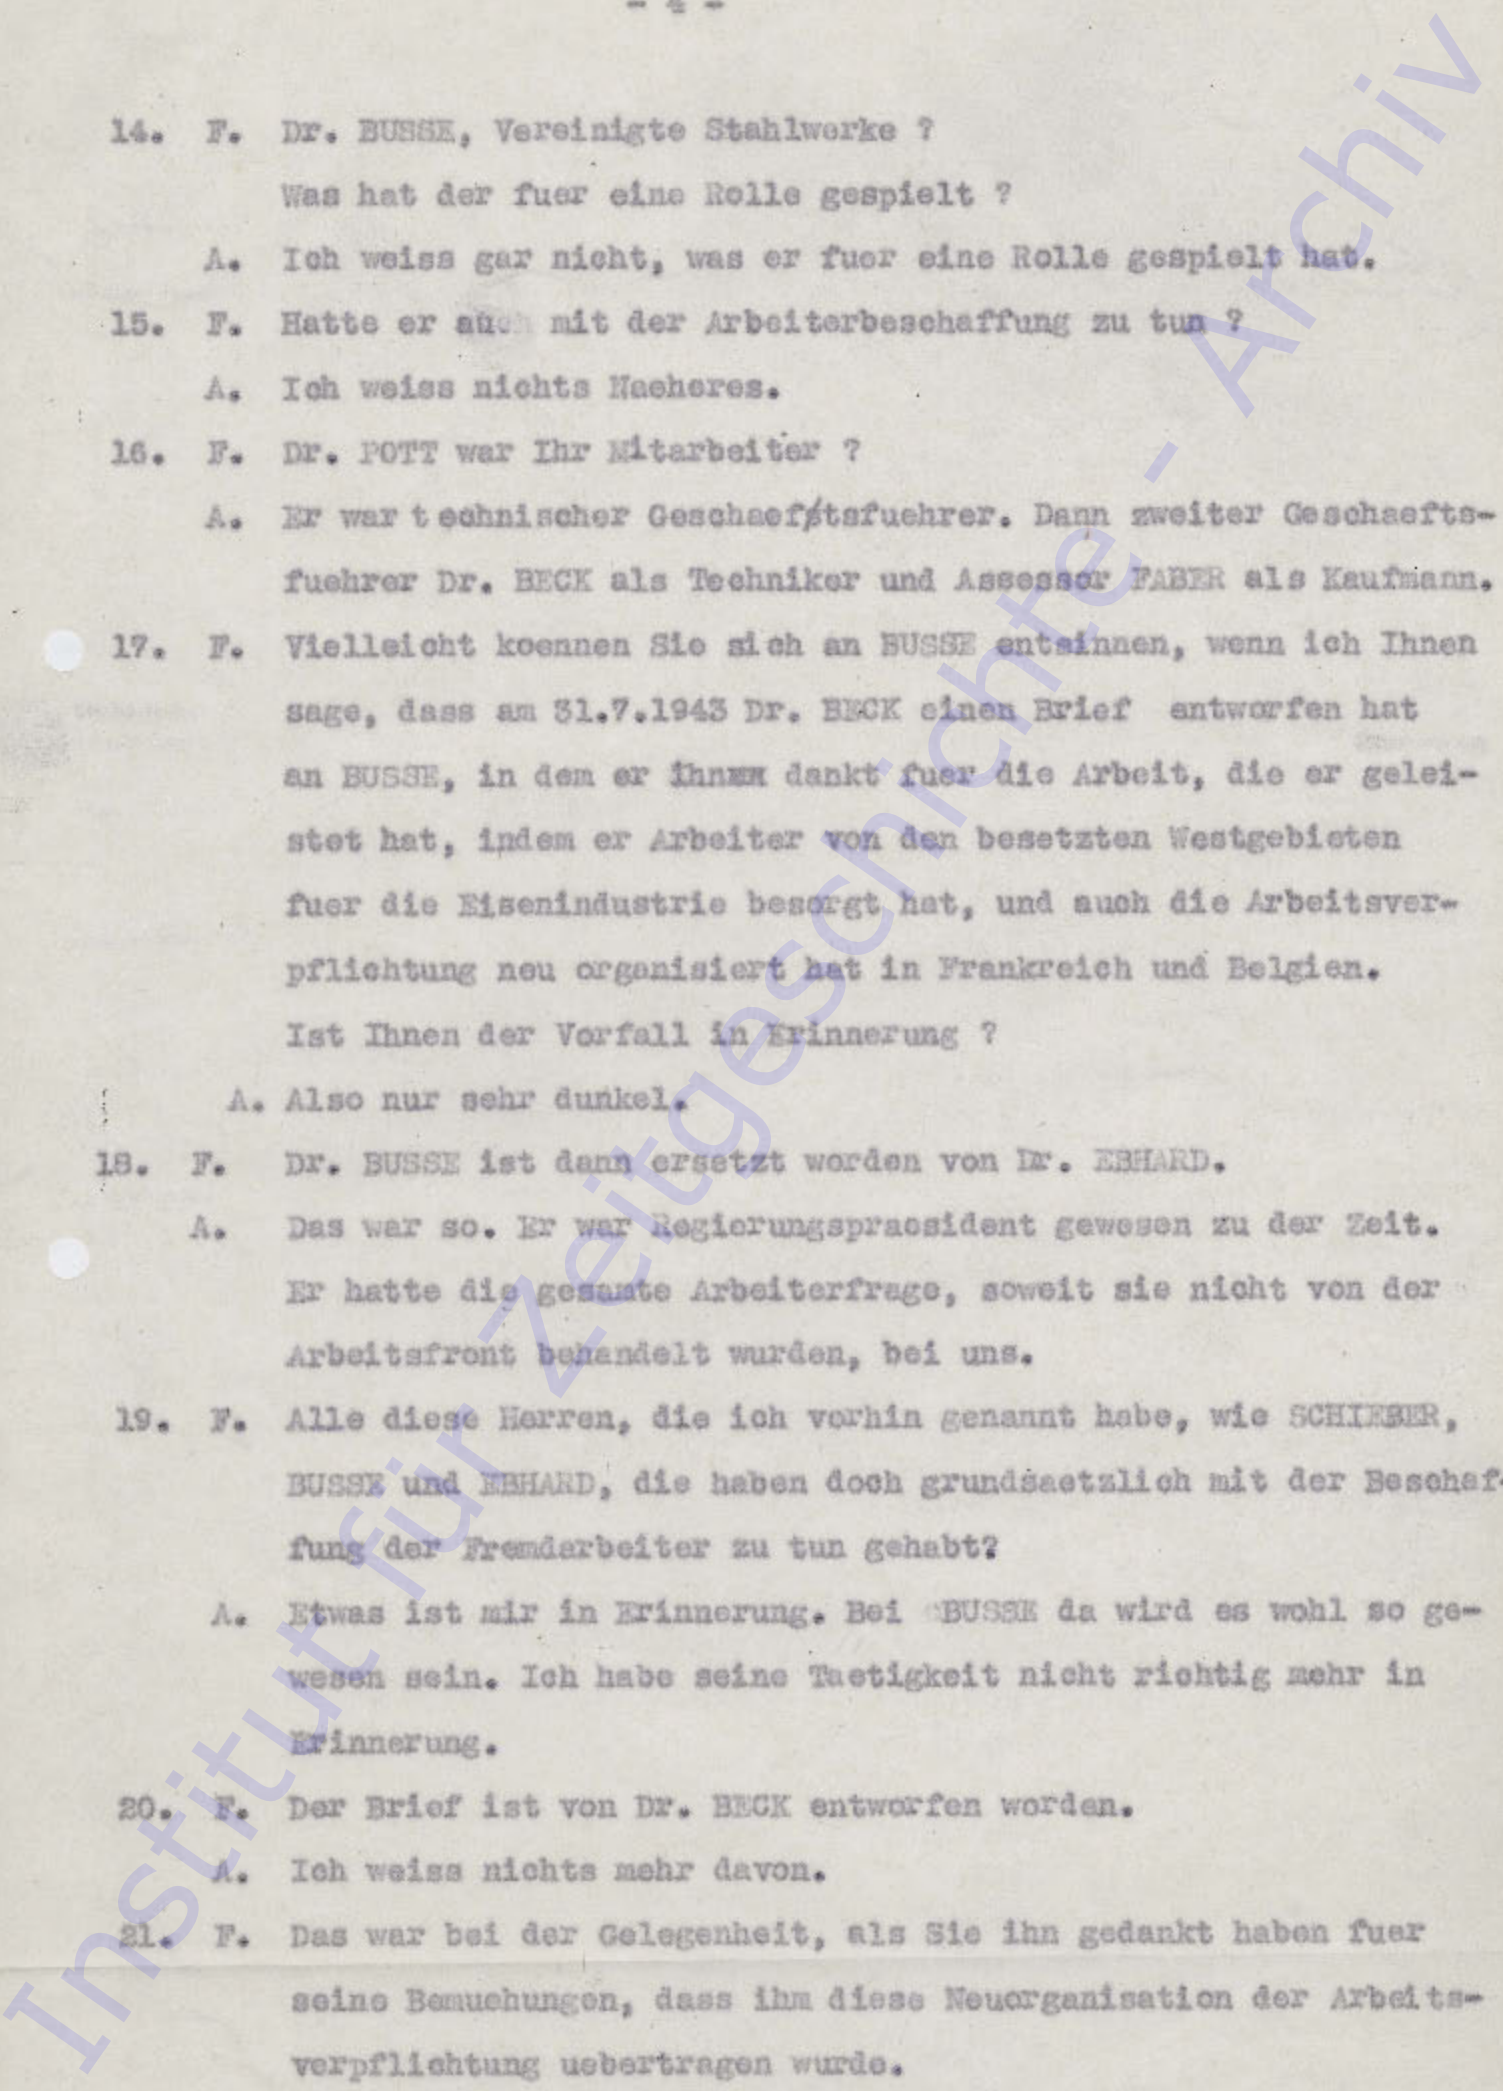 - 4 -
14. F. Dr. BUSSE, Vereinigte Stahlwerke ?
Was hat der fuer eine Rolle gespielt ?
A. Ich weiss gar nicht, was er fuer eine Rolle gespielt hat.
15. F. Hatte er auch mit der Arbeiterbeschaffung zu tun ?
A. Ich weiss nichts Naeheres.
16. F. Dr. POTT war Ihr Mitarbeiter ?
A. Er war technischer Geschaeftsfuehrer. Dann zweiter Geschaefts-
fuehrer Dr. BECK als Techniker und Assessor FABER als Kaufmann.
17. F. Vielleicht koennen Sie sich an BUSSE entsinnen, wenn ich Ihnen
sage, dass am 31.7.1943 Dr. BECK einen Brief entworfen hat
an BUSSE, in dem er ihm dankt fuer die Arbeit, die er gelei-
stet hat, indem er Arbeiter von den besetzten Westgebieten
fuer die Eisenindustrie besorgt hat, und auch die Arbeitsver-
pflichtung neu organisiert hat in Frankreich und Belgien.
Ist Ihnen der Vorfall in Erinnerung ?
A. Also nur sehr dunkel.
18. F. Dr. BUSSE ist dann ersetzt worden von Dr. EBHARD.
A. Das war so. Er war Regierungspraesident gewesen zu der Zeit.
Er hatte die gesamte Arbeiterfrage, soweit sie nicht von der
Arbeitsfront behandelt wurden, bei uns.
19. F. Alle diese Herren, die ich vorhin genannt habe, wie SCHIEBER,
BUSSE und EBHARD, die haben doch grundsaetzlich mit der Beschaf-
fung der Fremdarbeiter zu tun gehabt?
A. Etwas ist mir in Erinnerung. Bei BUSSE da wird es wohl so ge-
wesen sein. Ich habe seine Taetigkeit nicht richtig mehr in
Erinnerung.
20. F. Der Brief ist von Dr. BECK entworfen worden.
A. Ich weiss nichts mehr davon.
21. F. Das war bei der Gelegenheit, als Sie ihn gedankt haben fuer
seine Bemuehungen, dass ihm diese Neuorganisation der Arbeits-
verpflichtung uebertragen wurde.
Institut für Zeitgeschichte - Archiv